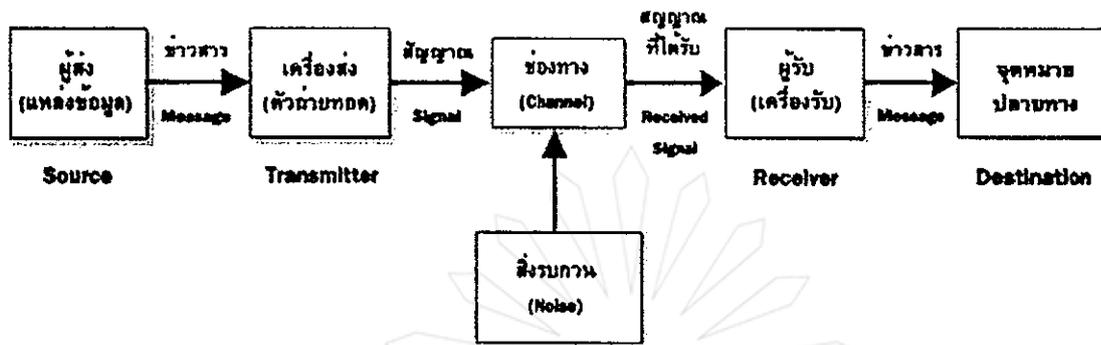 ผู้ส่ง
(แหล่งข้อมูล)
Source
ข่าวสาร
Message
เครื่องส่ง
(ตัวถ่ายทอด)
Transmitter
สัญญาณ
Signal
ช่องทาง
(Channel)
สัญญาณ
ที่ได้รับ
Received
Signal
ผู้รับ
(เครื่องรับ)
Receiver
ข่าวสาร
Message
จุดหมาย
ปลายทาง
Destination
สิ่งรบกวน
(Noise)